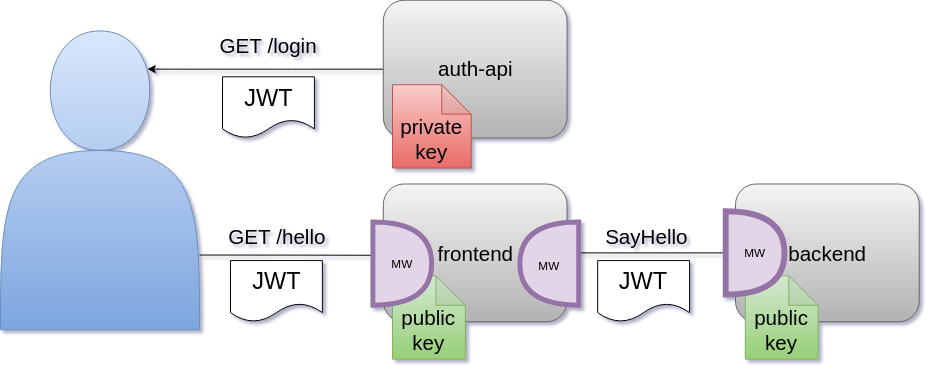 GET /login
JWT
auth-api
private
key
GET /hello
JWT
MW
frontend
MW
public
key
SayHello
JWT
MW
backend
public
key